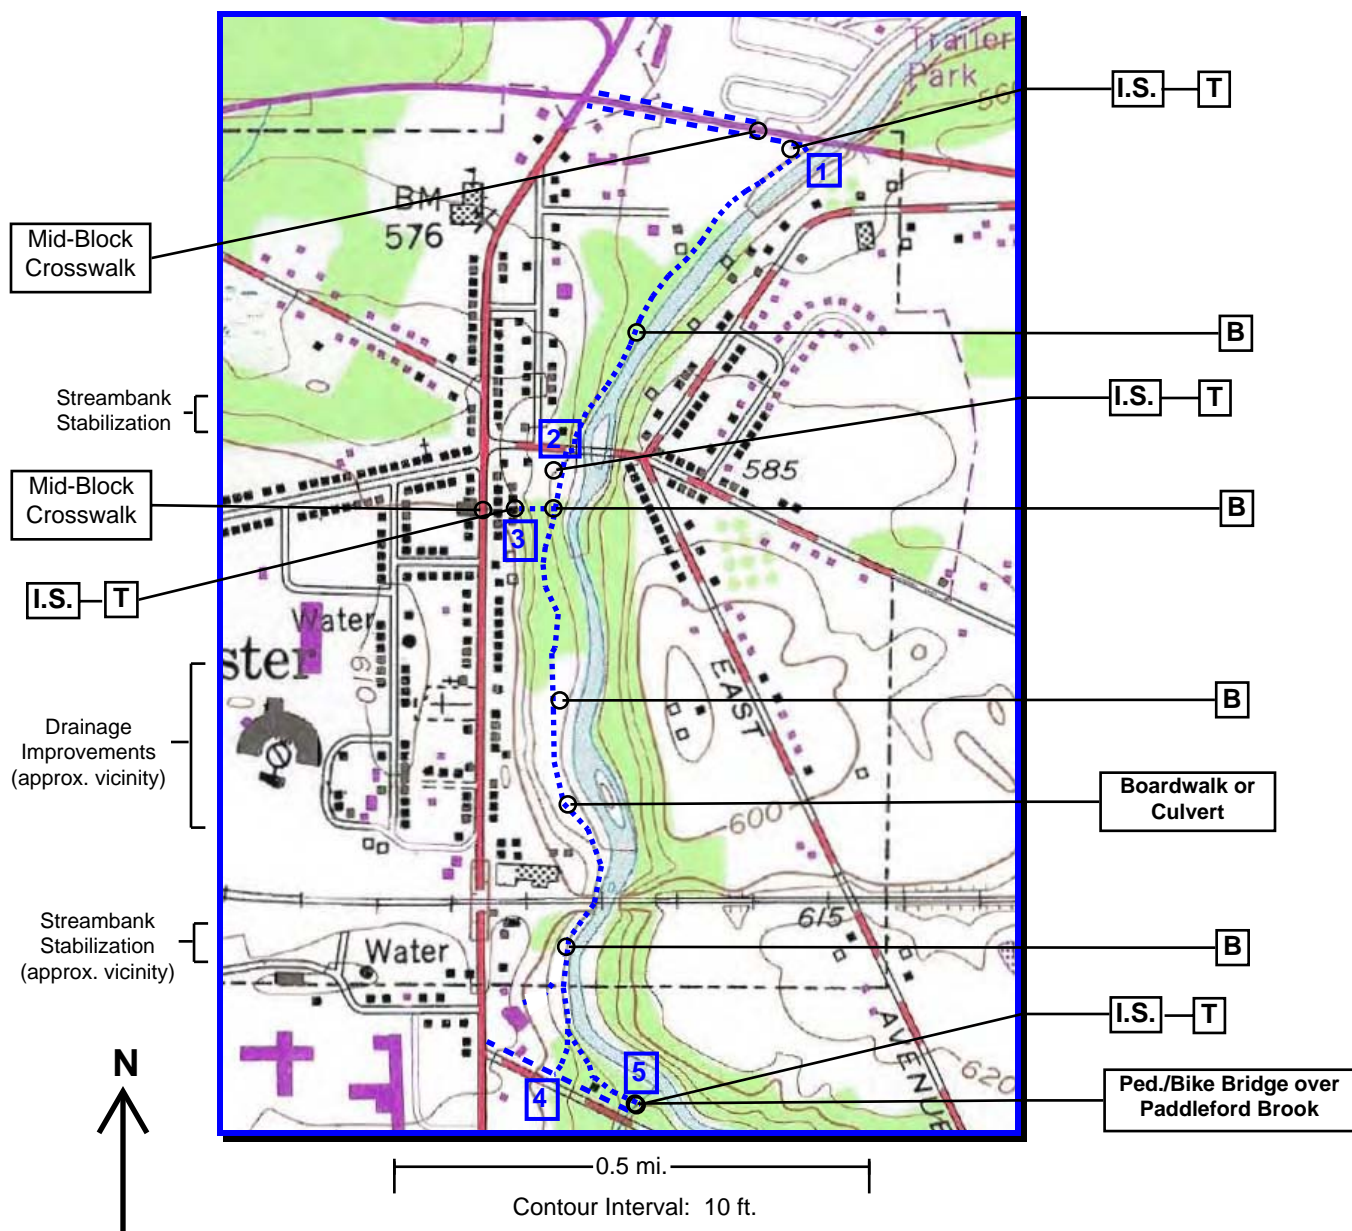 Trailer
Park
I.S.
T
1
BM
576
Mid-Block
Crosswalk
B
Streambank
Stabilization
I.S.
T
2
585
Mid-Block
Crosswalk
B
3
I.S.
T
Water
ster
610
EAST
B
Drainage
Improvements
(approx. vicinity)
Boardwalk or
Culvert
600
Streambank
Stabilization
(approx. vicinity)
615
Water
B
I.S.
T
AVENUE
620
N
5
4
Ped./Bike Bridge over
Paddleford Brook
0.5 mi.
Contour Interval: 10 ft.